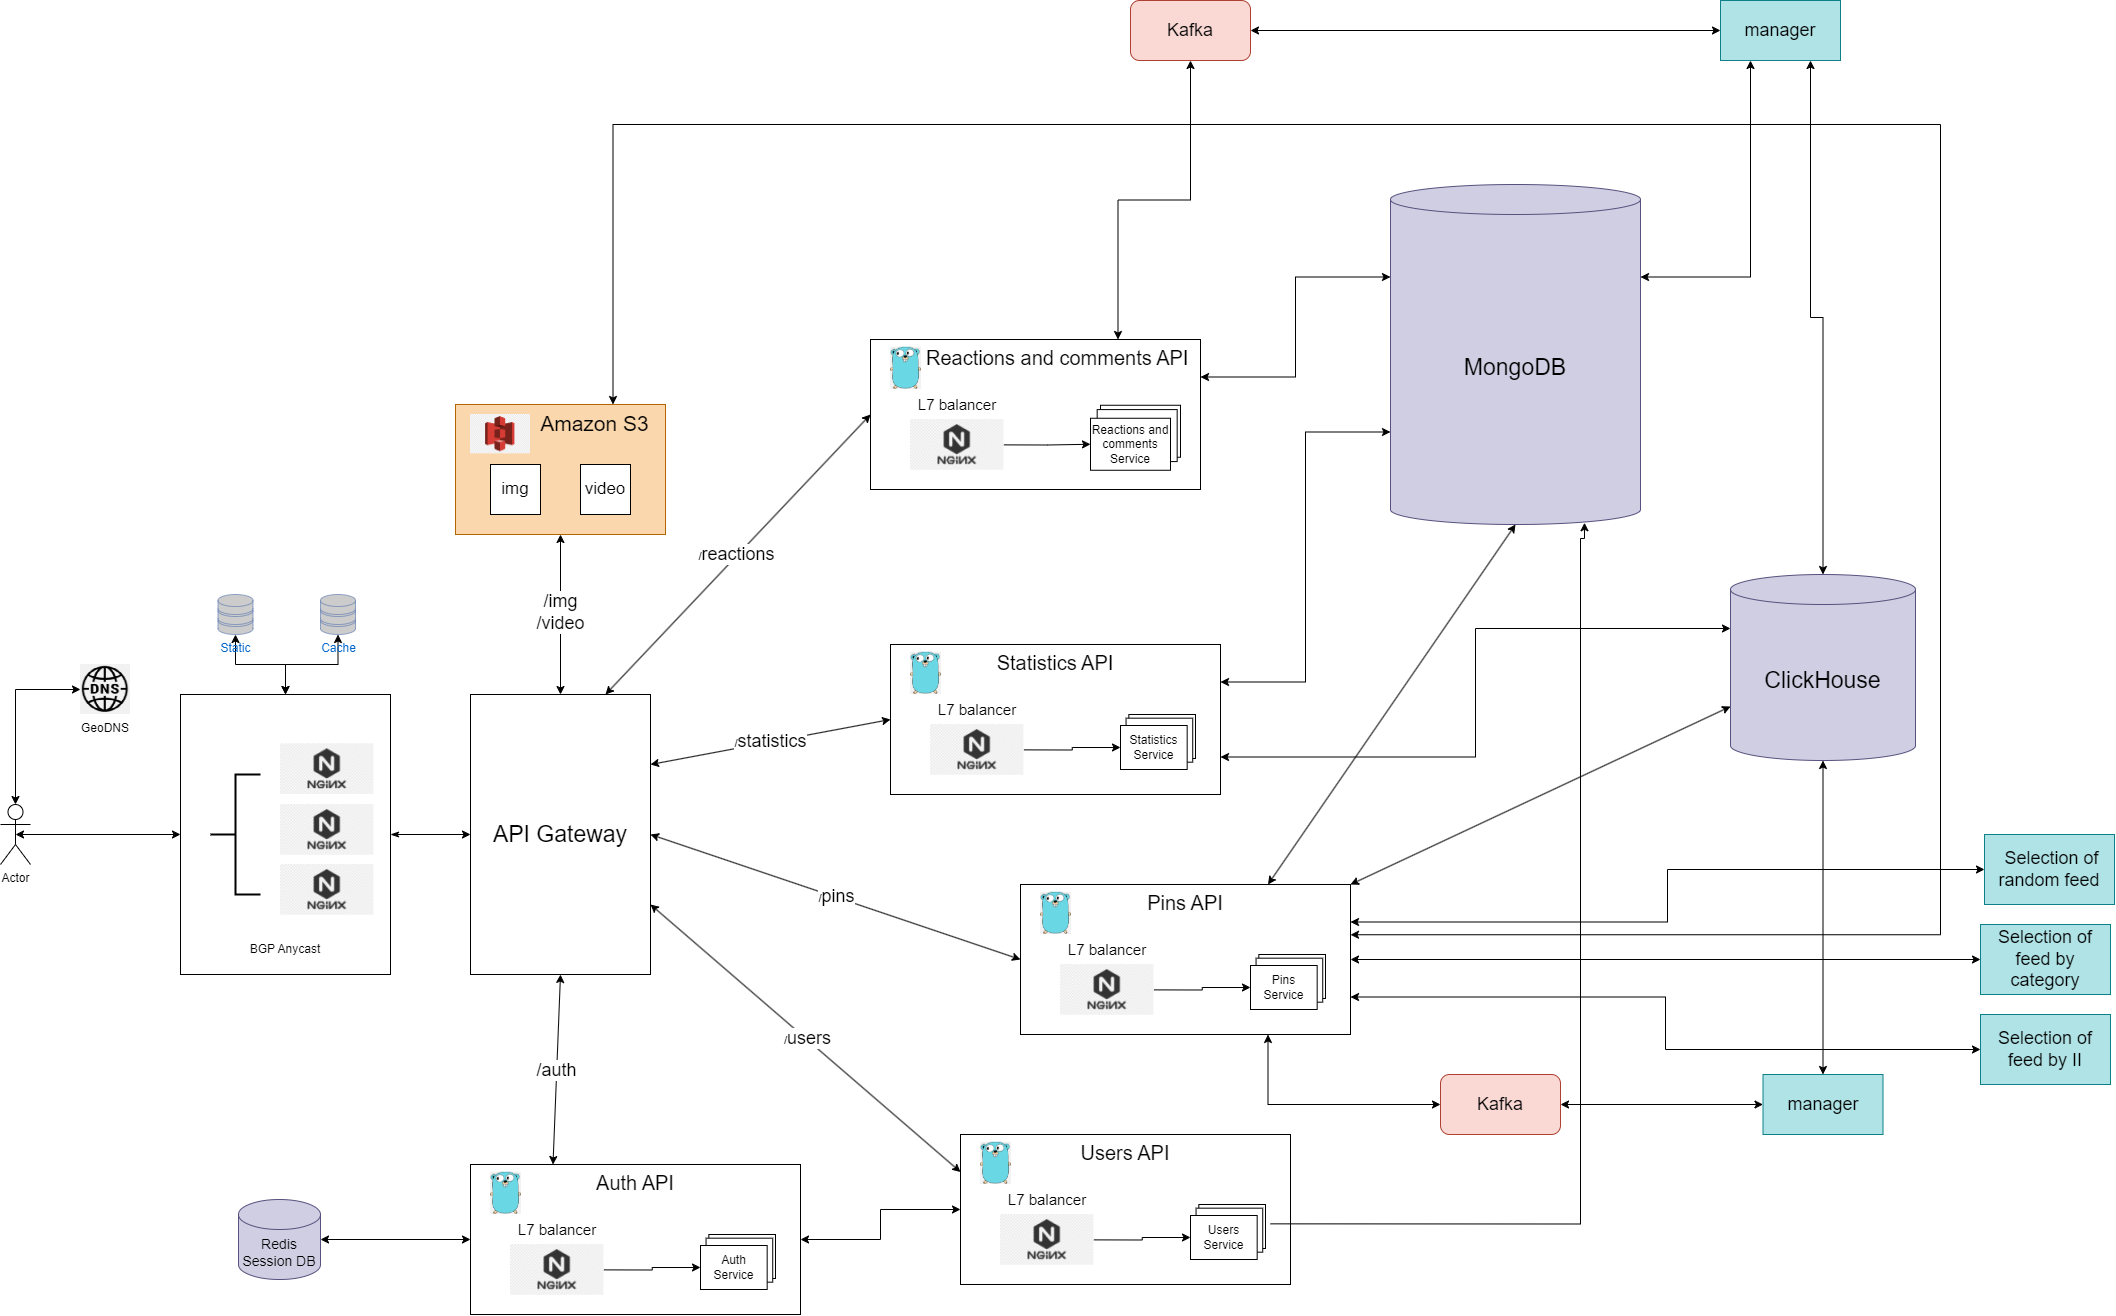 Kafka
manager
MongoDB
Reactions and comments API
L7 balancer
NGINX
Reactions and
comments
Service
Amazon S3
img
video
/reactions
/img
/video
Static
Cache
DNS
GeoDNS
Actor
NGINX
NGINX
NGINX
BGP Anycast
API Gateway
/statistics
Statistics API
L7 balancer
NGINX
Statistics
Service
ClickHouse
/pins
Pins API
L7 balancer
NGINX
Pins
Service
Selection of
random feed
Selection of
feed by
category
Selection of
feed by II
/users
/auth
Kafka
manager
Users API
L7 balancer
NGINX
Users
Service
Auth API
L7 balancer
NGINX
Auth
Service
Redis
Session DB